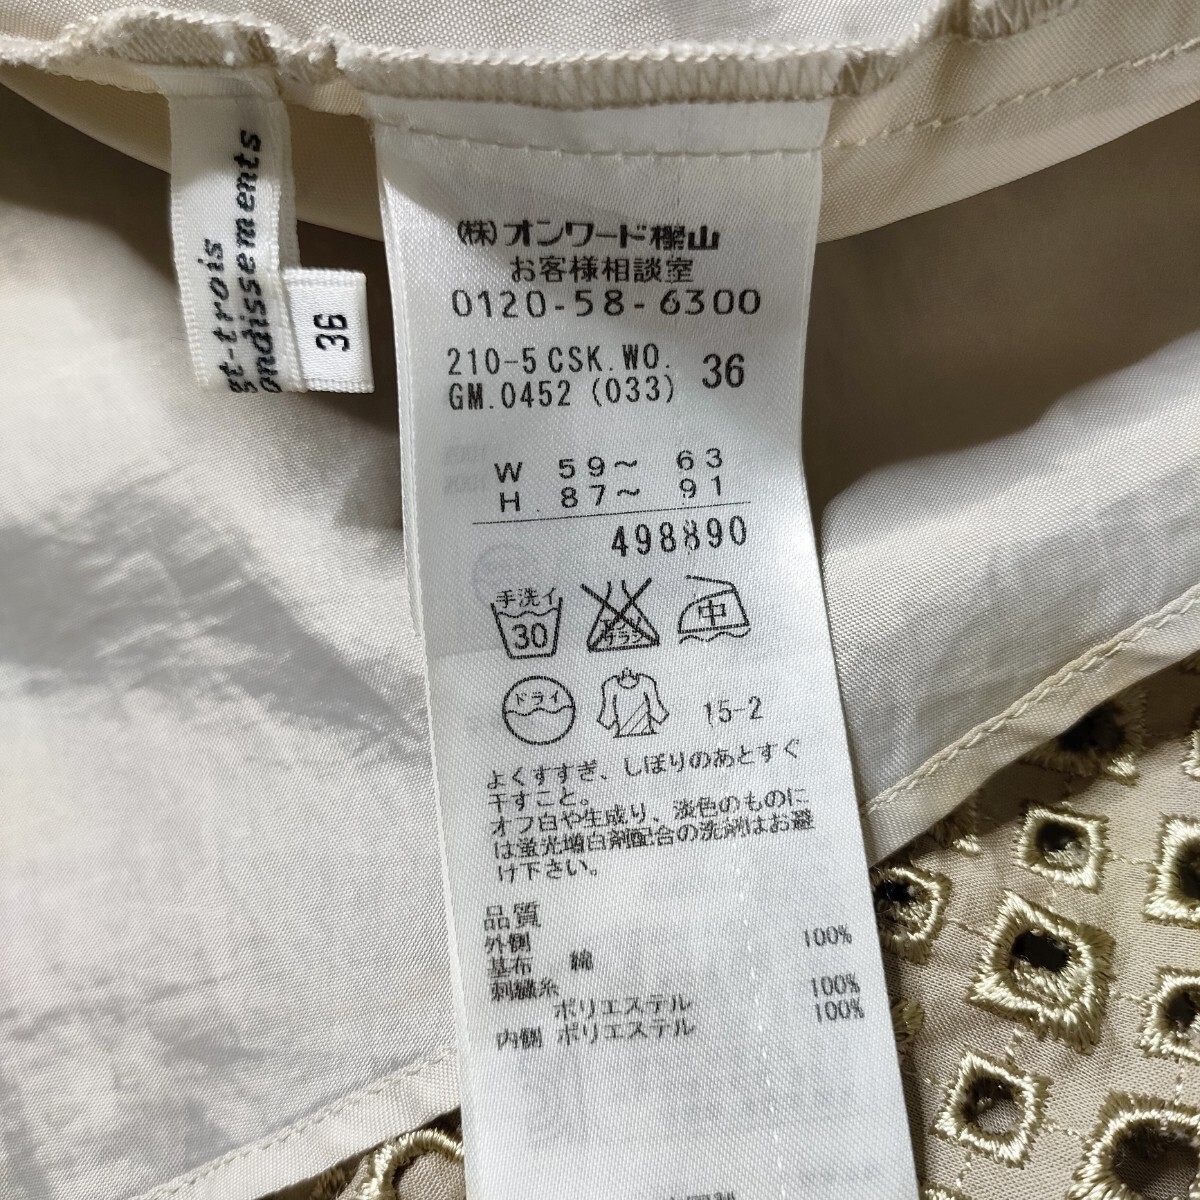 gt-trois
ondissements
36
(株)オンワード樫山
お客様相談室
0120-58-6300
210-5 CSK.WO. 36
GM.0452 (033)
W 59〜 63
H 87〜 91
498890
手洗イ
30
中
ドライ
15-2
よくすすぎ、しぼりのあとすぐ
干すこと。
オフ白や生成り、淡色のものに
は蛍光増白剤配合の洗剤はお避
け下さい。
品質
外側
基布 綿 100%
刺繍糸
ポリエステル 100%
内側 ポリエステル 100%